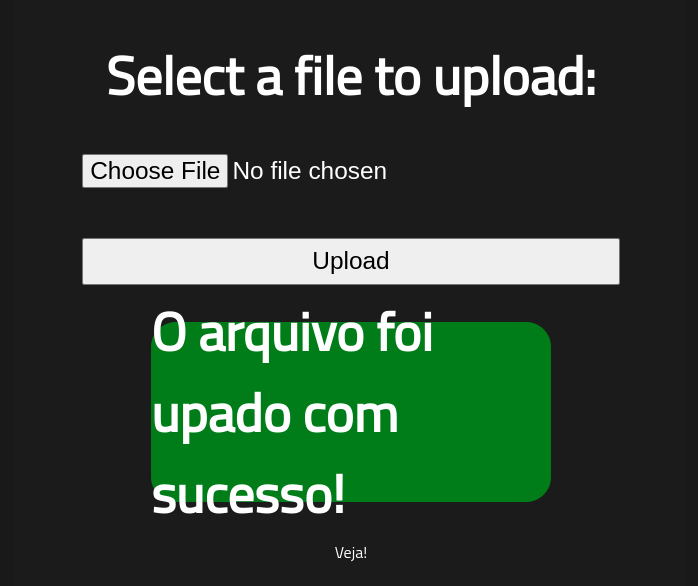 Select a file to upload:
Choose File No file chosen
Upload
O arquivo foi
upado com
sucesso!
Veja!